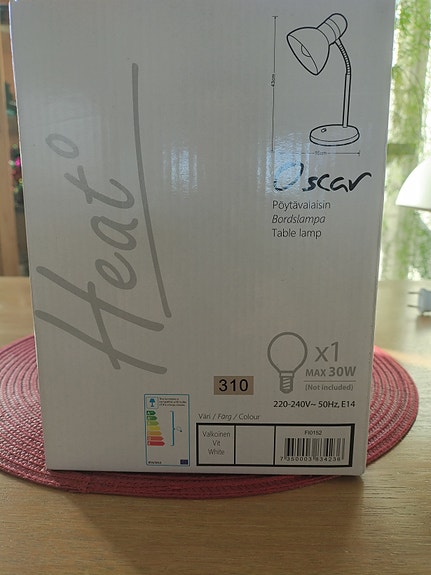 Heat°
Oscar
Pöytävalaisin
Bordslampa
Table lamp
x1
MAX 30W
(Not included)
220-240V~ 50Hz, E14
310
Väri / Färg / Colour
Valkoinen
Vit
White